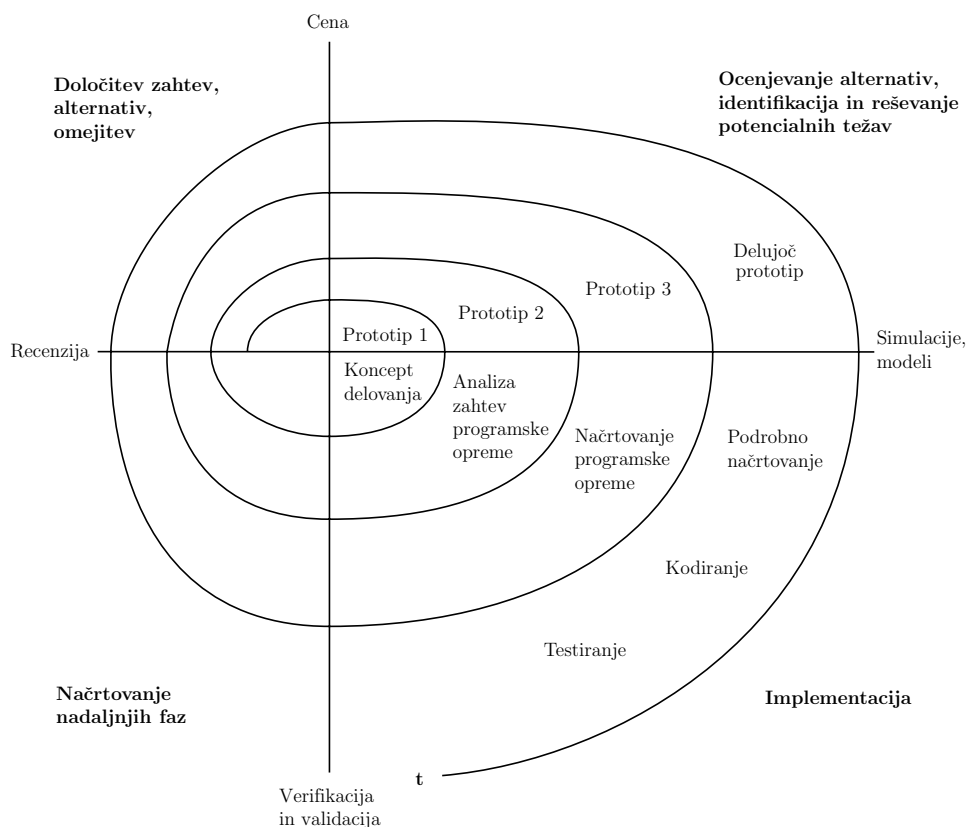 Cena
Določitev zahtev,
alternativ,
omejitev
Ocenjevanje alternativ,
identifikacija in reševanje
potencialnih težav
Delujoč
prototip
Prototip 3
Prototip 2
Prototip 1
Recenzija
Simulacije,
modeli
Koncept
delovanja
Analiza
zahtev
programske
opreme
Načrtovanje
programske
opreme
Podrobno
načrtovanje
Kodiranje
Testiranje
Načrtovanje
nadaljnjih faz
Implementacija
t
Verifikacija
in validacija